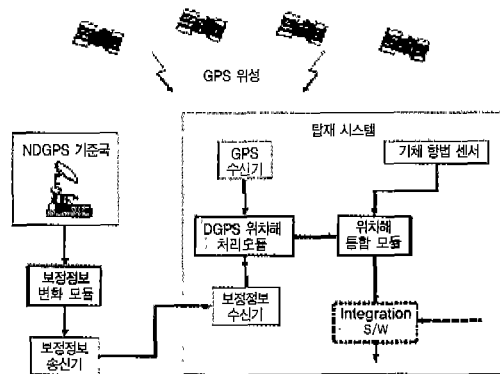 GPS 위성
탑재 시스템
NDGPS 기준국
GPS
수신기
기체 항법 센서
DGPS 위치해
처리모듈
위치해
통합 모듈
보정정보
변화 모듈
보정정보
수신기
Integration
S/W
보정정보
송신기